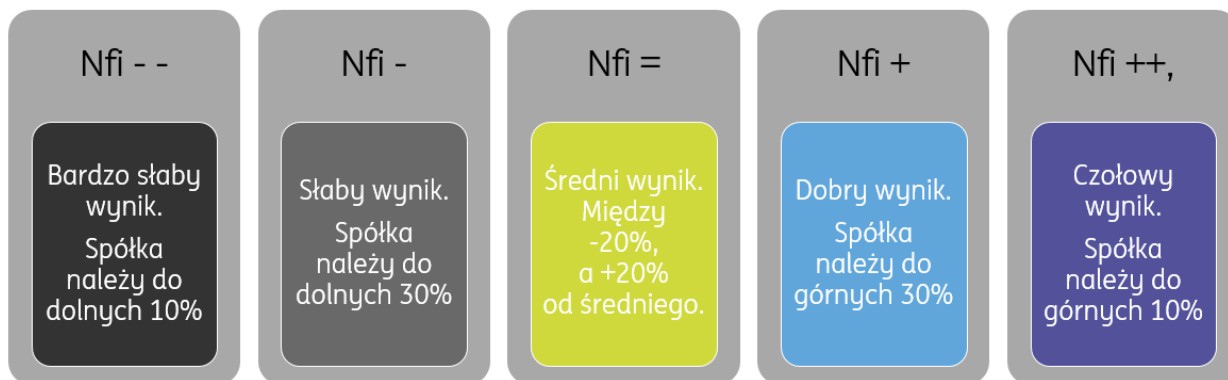 Nfi - -
Bardzo słaby
wynik.
Spółka
należy do
dolnych 10%
Nfi -
Słaby wynik.
Spółka
należy do
dolnych 30%
Nfi =
Średni wynik.
Między
-20%,
a +20%
od średniego.
Nfi +
Dobry wynik.
Spółka
należy do
górnych 30%
Nfi ++,
Czołowy
wynik.
Spółka
należy do
górnych 10%